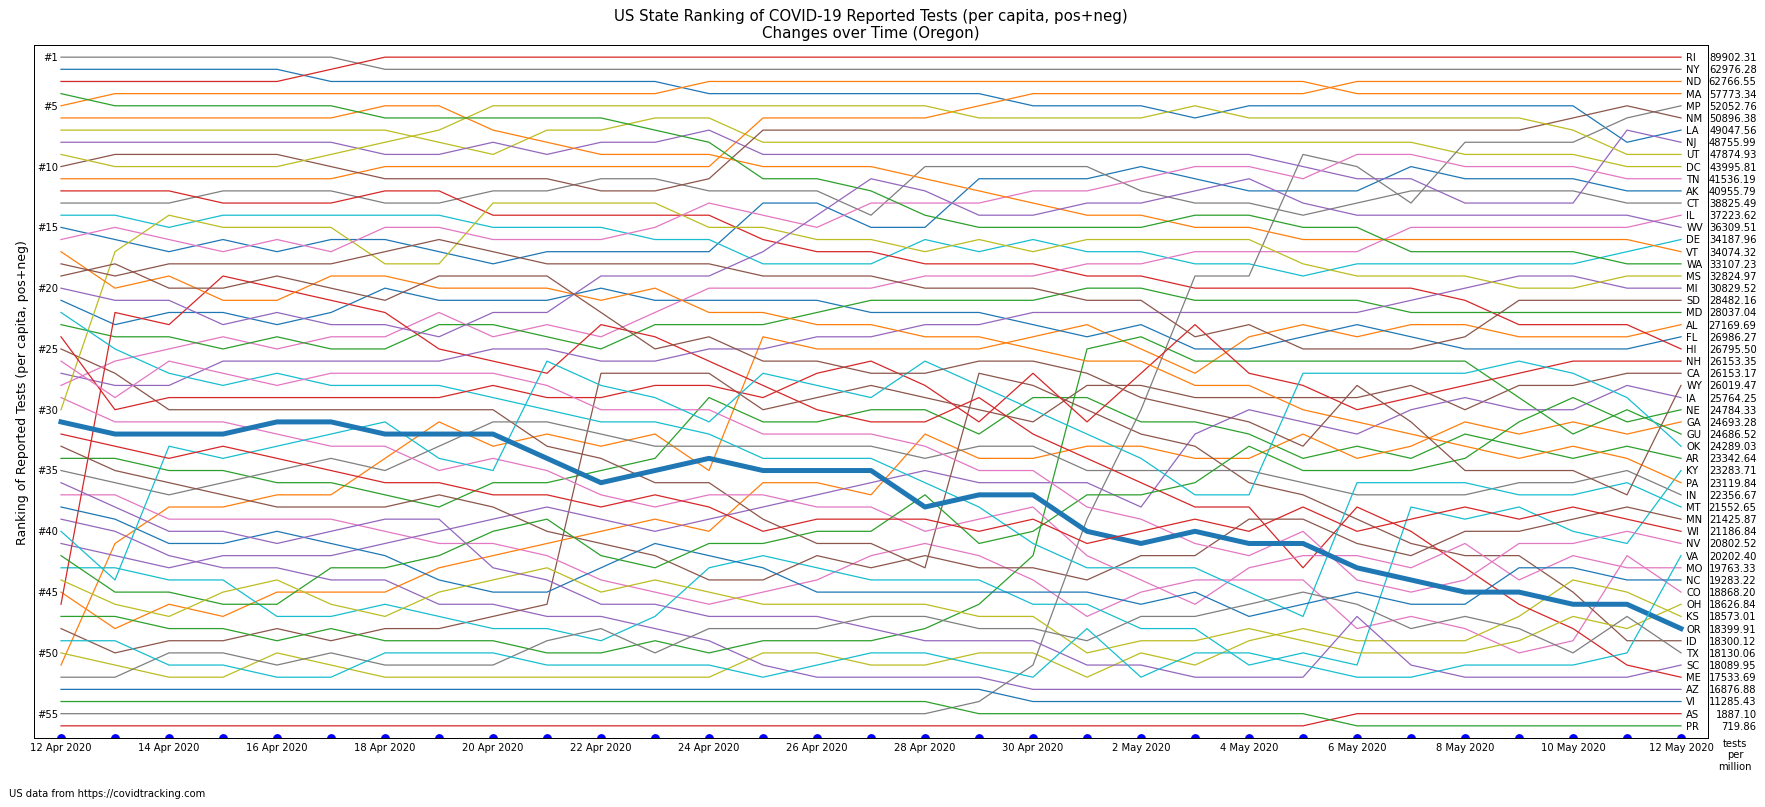 US State Ranking of COVID-19 Reported Tests (per capita, pos+neg)
Changes over Time (Oregon)
Ranking of Reported Tests (per capita, pos+neg)
#1
#5
#10
#15
#20
#25
#30
#35
#40
#45
#50
#55
RI 89902.31
NY 62976.28
ND 62766.55
MA 57773.34
MP 52052.76
NM 50896.38
LA 49047.56
NJ 48755.99
UT 47874.93
DC 43995.81
TN 41536.19
AK 40955.79
CT 38825.49
IL 37223.62
WV 36309.51
DE 34187.96
VT 34074.32
WA 33107.23
MS 32824.97
MI 30829.52
SD 28482.16
MD 28037.04
AL 27169.69
FL 26986.27
HI 26795.50
NH 26153.35
CA 26153.17
WY 26019.47
IA 25764.25
NE 24784.33
GA 24693.28
GU 24686.52
OK 24289.03
AR 23342.64
KY 23283.71
PA 23119.84
IN 22356.67
MT 21552.65
MN 21425.87
WI 21186.84
NV 20802.52
VA 20202.40
MO 19763.33
NC 19283.22
CO 18868.20
OH 18626.84
KS 18573.01
OR 18399.91
ID 18300.12
TX 18130.06
SC 18089.95
ME 17533.69
AZ 16876.88
VI 11285.43
AS 1887.10
PR 719.86
12 Apr 2020
14 Apr 2020
16 Apr 2020
18 Apr 2020
20 Apr 2020
22 Apr 2020
24 Apr 2020
26 Apr 2020
28 Apr 2020
30 Apr 2020
2 May 2020
4 May 2020
6 May 2020
8 May 2020
10 May 2020
12 May 2020
tests
per
million
US data from https://covidtracking.com